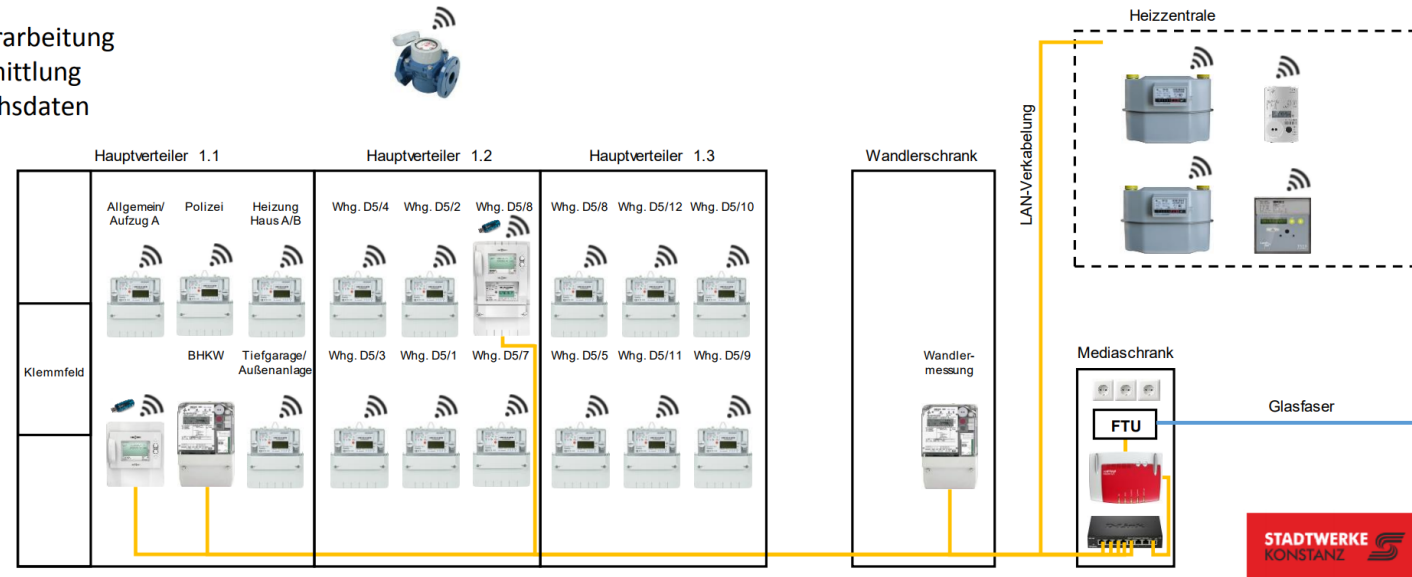 rarbeitung
nittlung
hsdaten
Heizzentrale
LAN-Verkabelung
Hauptverteiler 1.1
Hauptverteiler 1.2
Hauptverteiler 1.3
Wandlerschrank
Allgemein/
Aufzug A
Polizei
Heizung
Haus A/B
Whg. D5/4
Whg. D5/2
Whg. D5/8
Whg. D5/8
Whg. D5/12
Whg. D5/10
Klemmfeld
BHKW
Tiefgarage/
Außenanlage
Whg. D5/3
Whg. D5/1
Whg. D5/7
Whg. D5/5
Whg. D5/11
Whg. D5/9
Wandler-
messung
Mediaschrank
FTU
Glasfaser
STADTWERKE
KONSTANZ